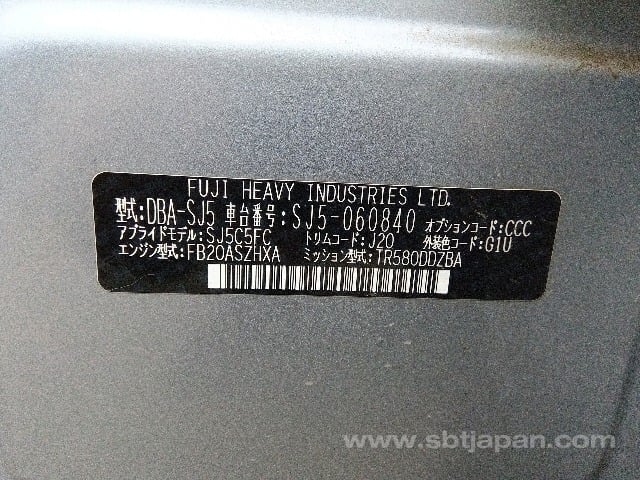 FUJI HEAVY INDUSTRIES LTD.
型式:DBA-SJ5 車台番号:SJ5-060840 オプションコード:CCC
アプライドモデル:SJ5C5FC トリムコード:J20 外装色コード:G1U
エンジン型式:FB20ASZHXA ミッション型式:TR580DDZBA
www.sbtjapan.com